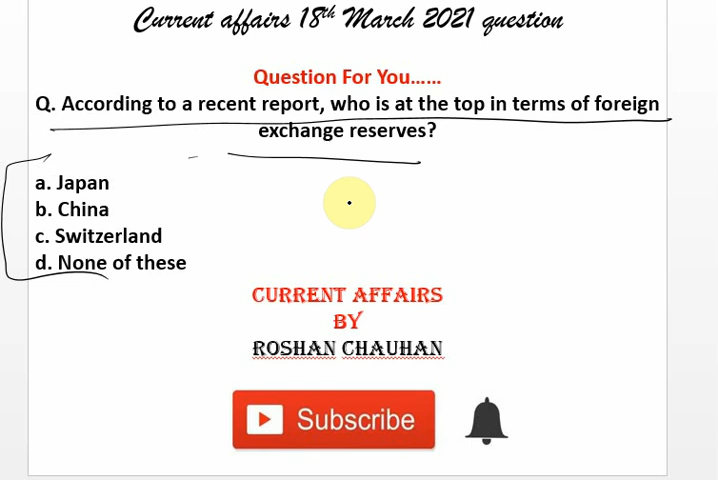 Current affairs 18th March 2021 question
Question For You......
Q. According to a recent report, who is at the top in terms of foreign
exchange reserves?
a. Japan
b. China
c. Switzerland
d. None of these
CURRENT AFFAIRS
BY
ROSHAN CHAUHAN
Subscribe